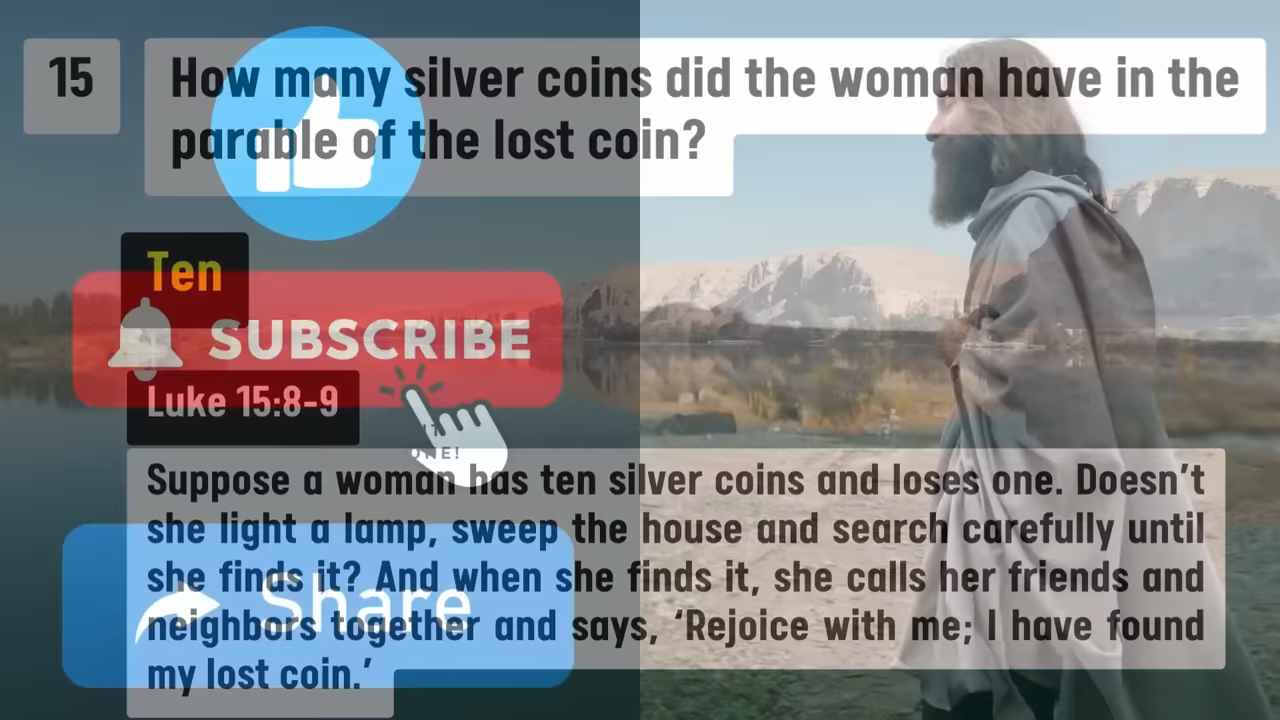 15
How many silver coins did the woman have in the
parable of the lost coin?
Ten
SUBSCRIBE
Luke 15:8-9
Suppose a woman has ten silver coins and loses one. Doesn't
she light a lamp, sweep the house and search carefully until
she finds it? And when she finds it, she calls her friends and
Share
neighbors together and says, ‘Rejoice with me; I have found
my lost coin.’